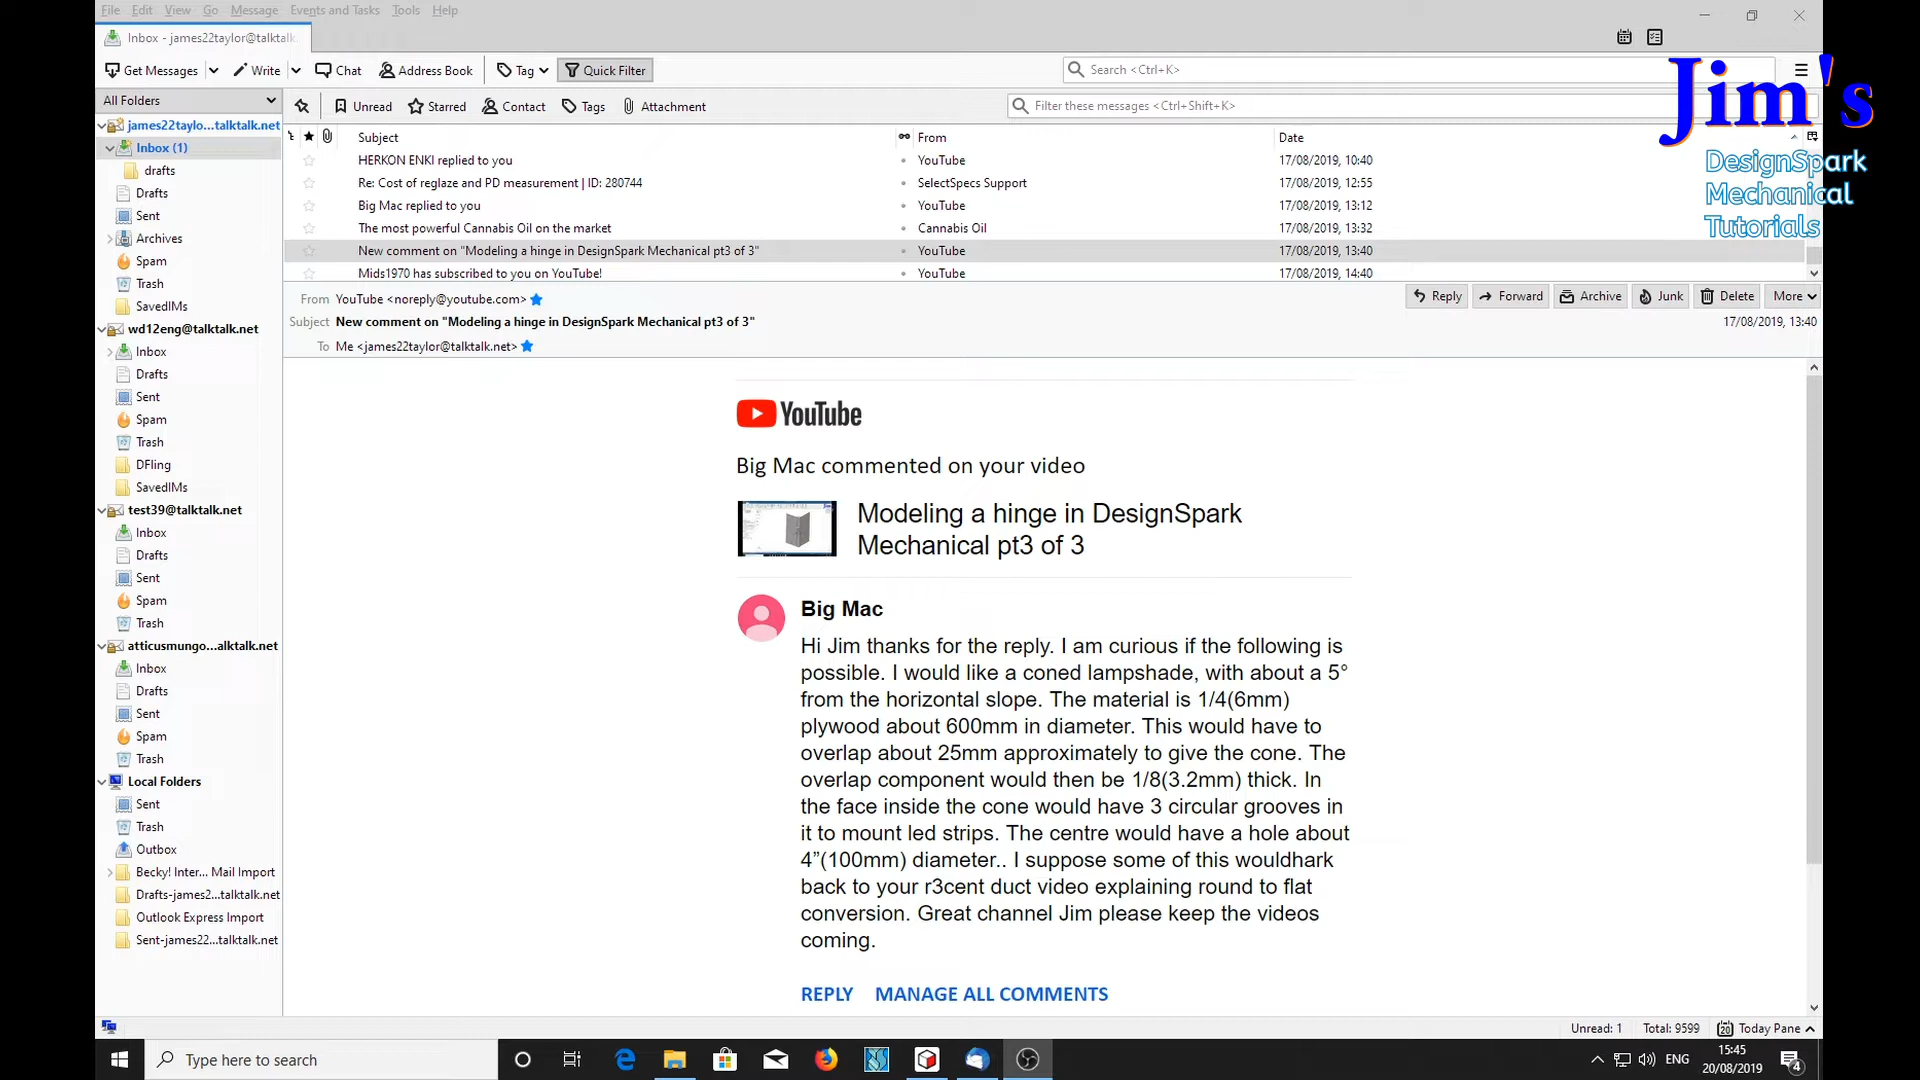 File Edit View Go Message Events and Tasks Tools Help
Inbox - james22taylor@talktalk.
Get Messages Write Chat Address Book Tag Quick Filter Search <Ctrl+K>
Jim's
DesignSpark
Mechanical
Tutorials
All Folders
Unread Starred Contact Tags Attachment Filter these messages <Ctrl+Shift+K>
Subject From Date
HERKON ENKI replied to you YouTube 17/08/2019, 10:40
Re: Cost of reglaze and PD measurement | ID: 280744 SelectSpecs Support 17/08/2019, 12:55
Big Mac replied to you YouTube 17/08/2019, 13:12
The most powerful Cannabis Oil on the market Cannabis Oil 17/08/2019, 13:32
New comment on "Modeling a hinge in DesignSpark Mechanical pt3 of 3" YouTube 17/08/2019, 13:40
Mids1970 has subscribed to you on YouTube! YouTube 17/08/2019, 14:40
james22taylo...talktalk.net
Inbox (1)
drafts
Drafts
Sent
Archives
Spam
Trash
SavedIMs
wd12eng@talktalk.net
Inbox
Drafts
Sent
Spam
Trash
DFling
SavedIMs
test39@talktalk.net
Inbox
Drafts
Sent
Spam
Trash
atticusmungo...alktalk.net
Inbox
Drafts
Sent
Spam
Trash
Local Folders
Sent
Trash
Outbox
Becky! Inter... Mail Import
Drafts-james2...talktalk.net
Outlook Express Import
Sent-james22...talktalk.net
From YouTube <noreply@youtube.com> Reply Forward Archive Junk Delete More
Subject New comment on "Modeling a hinge in DesignSpark Mechanical pt3 of 3" 17/08/2019, 13:40
To Me <james22taylor@talktalk.net>
YouTube
Big Mac commented on your video
Modeling a hinge in DesignSpark
Mechanical pt3 of 3
Big Mac
Hi Jim thanks for the reply. I am curious if the following is
possible. I would like a coned lampshade, with about a 5°
from the horizontal slope. The material is 1/4(6mm)
plywood about 600mm in diameter. This would have to
overlap about 25mm approximately to give the cone. The
overlap component would then be 1/8(3.2mm) thick. In
the face inside the cone would have 3 circular grooves in
it to mount led strips. The centre would have a hole about
4”(100mm) diameter.. I suppose some of this wouldhark
back to your r3cent duct video explaining round to flat
conversion. Great channel Jim please keep the videos
coming.
REPLY MANAGE ALL COMMENTS
Unread: 1 Total: 9599 Today Pane
Type here to search
ENG
15:45
20/08/2019
4